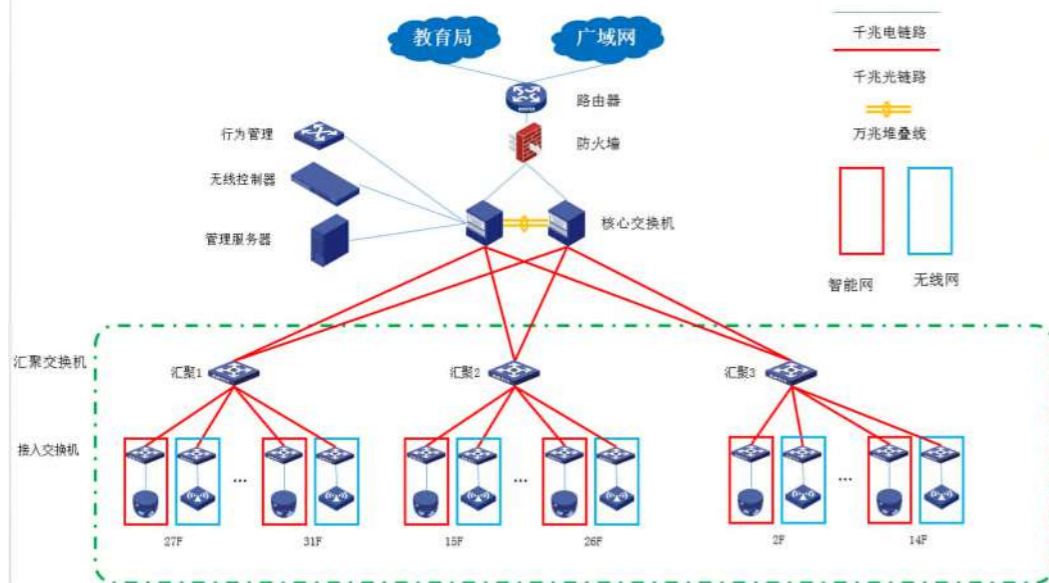 教育局
广域网
千兆电链路
路由器
千兆光链路
行为管理
防火墙
万兆堆叠线
无线控制器
管理服务器
核心交换机
智能网
无线网
汇聚交换机
汇聚1
汇聚2
汇聚3
接入交换机
...
...
...
27F
31F
15F
26F
2F
14F